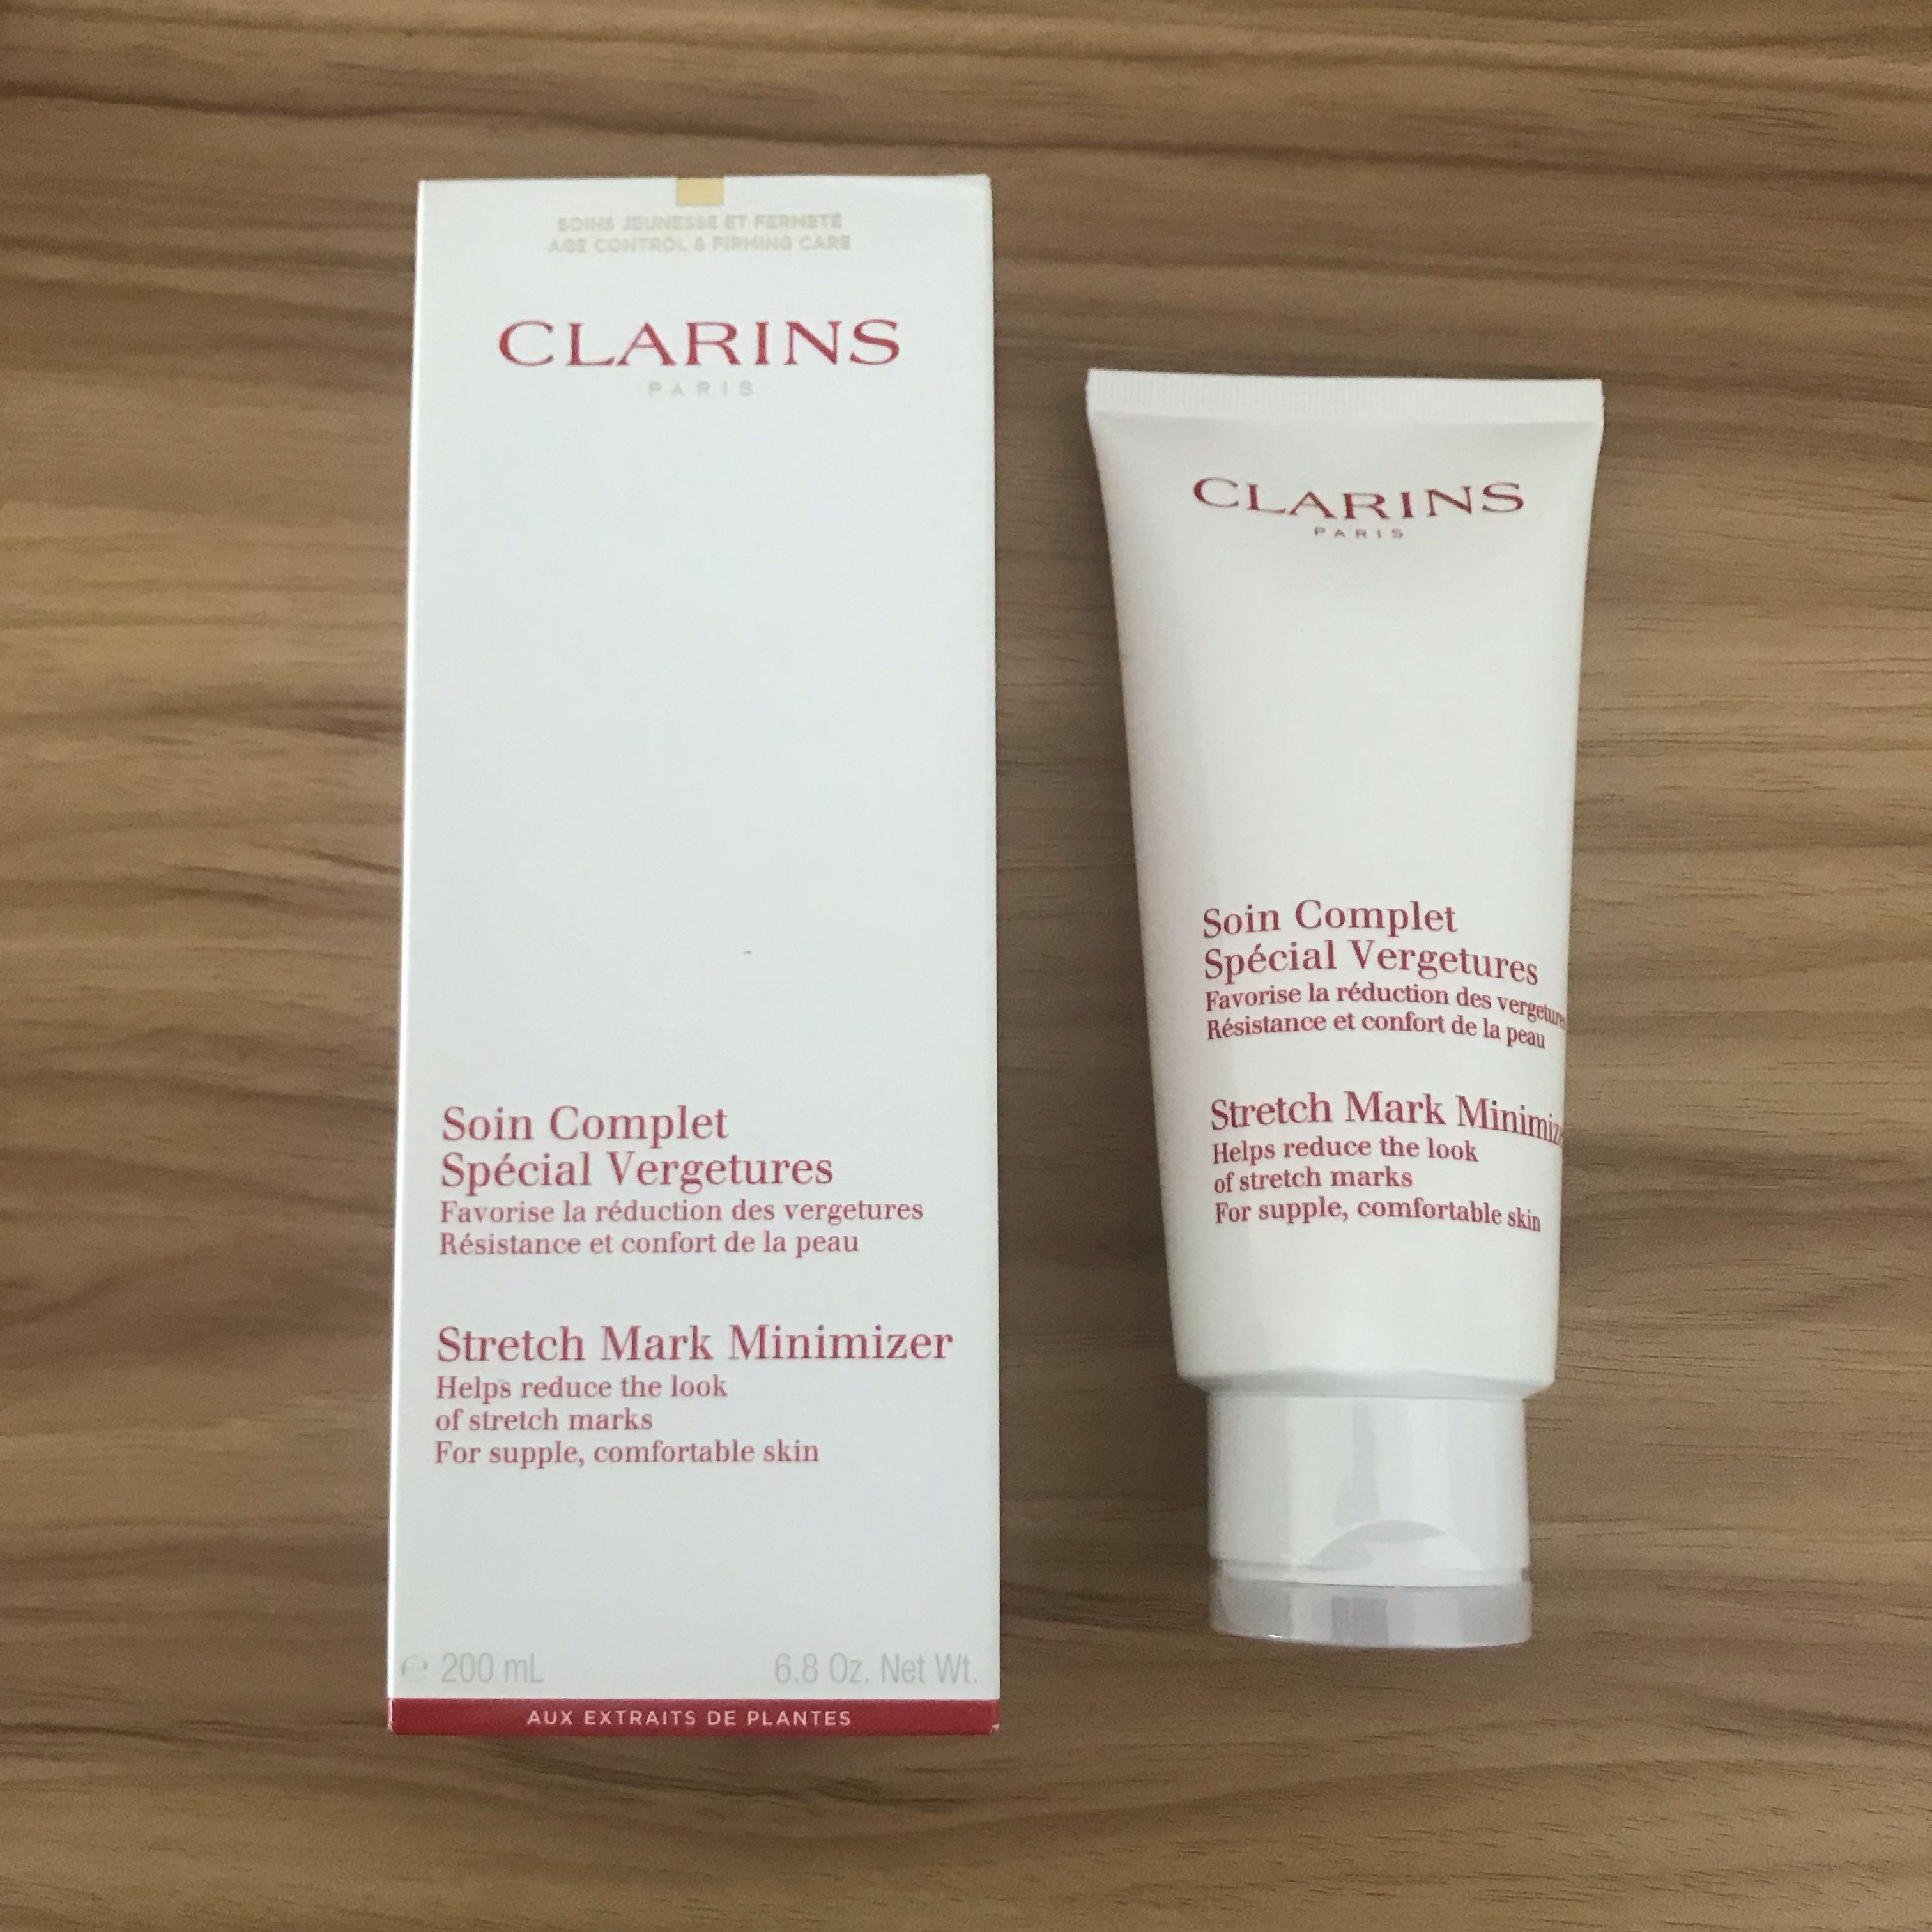 SOINS JEUNESSE ET FERMETÉ
AGE CONTROL & FIRMING CARE
CLARINS
PARIS
Soin Complet
Spécial Vergetures
Favorise la réduction des vergetures
Résistance et confort de la peau
Stretch Mark Minimizer
Helps reduce the look
of stretch marks
For supple, comfortable skin
℮ 200 mL 6.8 Oz. Net Wt.
AUX EXTRAITS DE PLANTES
CLARINS
PARIS
Soin Complet
Spécial Vergetures
Favorise la réduction des vergetures
Résistance et confort de la peau
Stretch Mark Minimiz
Helps reduce the look
of stretch marks
For supple, comfortable skin